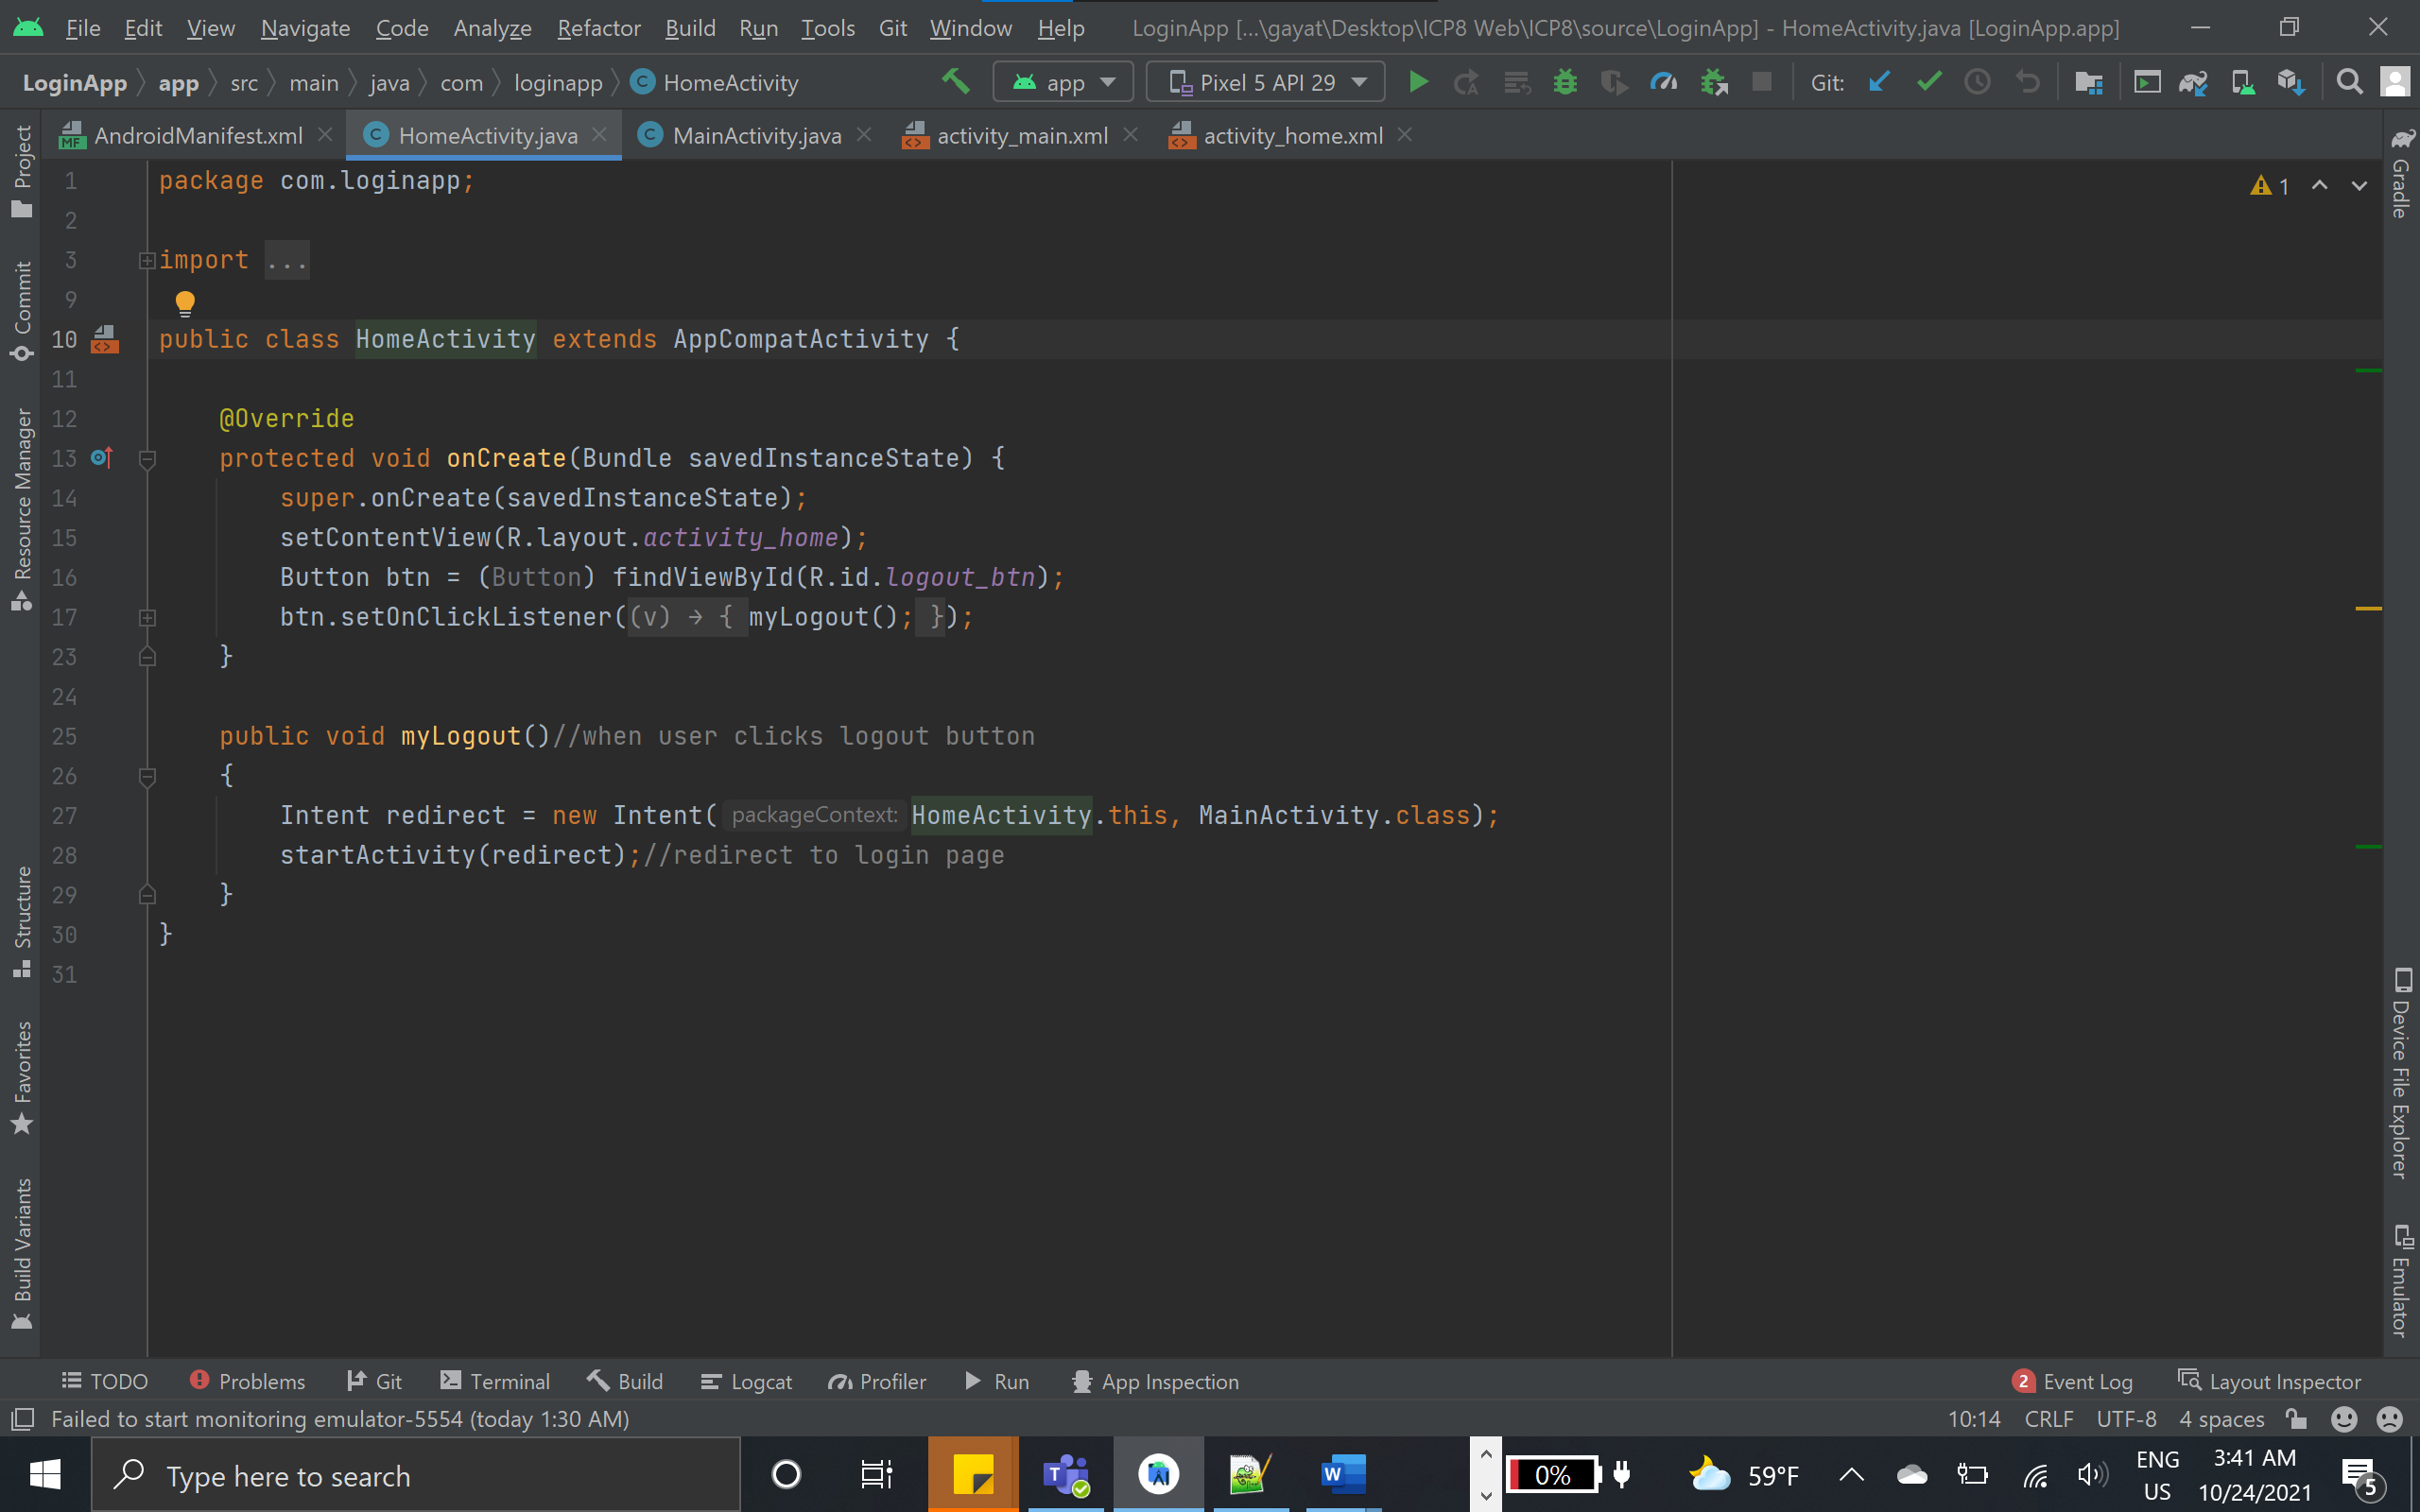 File Edit View Navigate Code Analyze Refactor Build Run Tools Git Window Help LoginApp [...\gayat\Desktop\ICP8 Web\ICP8\source\LoginApp] - HomeActivity.java [LoginApp.app]
LoginApp app src main java com loginapp C HomeActivity app Pixel 5 API 29 Git:
AndroidManifest.xml HomeActivity.java MainActivity.java activity_main.xml activity_home.xml
1 package com.loginapp;
2
3 import ...
9
10 public class HomeActivity extends AppCompatActivity {
11
12 @Override
13 protected void onCreate(Bundle savedInstanceState) {
14 super.onCreate(savedInstanceState);
15 setContentView(R.layout.activity_home);
16 Button btn = (Button) findViewById(R.id.logout_btn);
17 btn.setOnClickListener((v) → { myLogout(); });
23 }
24
25 public void myLogout()//when user clicks logout button
26 {
27 Intent redirect = new Intent( packageContext: HomeActivity.this, MainActivity.class);
28 startActivity(redirect);//redirect to login page
29 }
30 }
31
1
Project
Commit
Resource Manager
Structure
Favorites
Build Variants
Gradle
Device File Explorer
Emulator
TODO Problems Git Terminal Build Logcat Profiler Run App Inspection 2 Event Log Layout Inspector
Failed to start monitoring emulator-5554 (today 1:30 AM) 10:14 CRLF UTF-8 4 spaces
Type here to search 0% 59°F ENG US 3:41 AM 10/24/2021 5